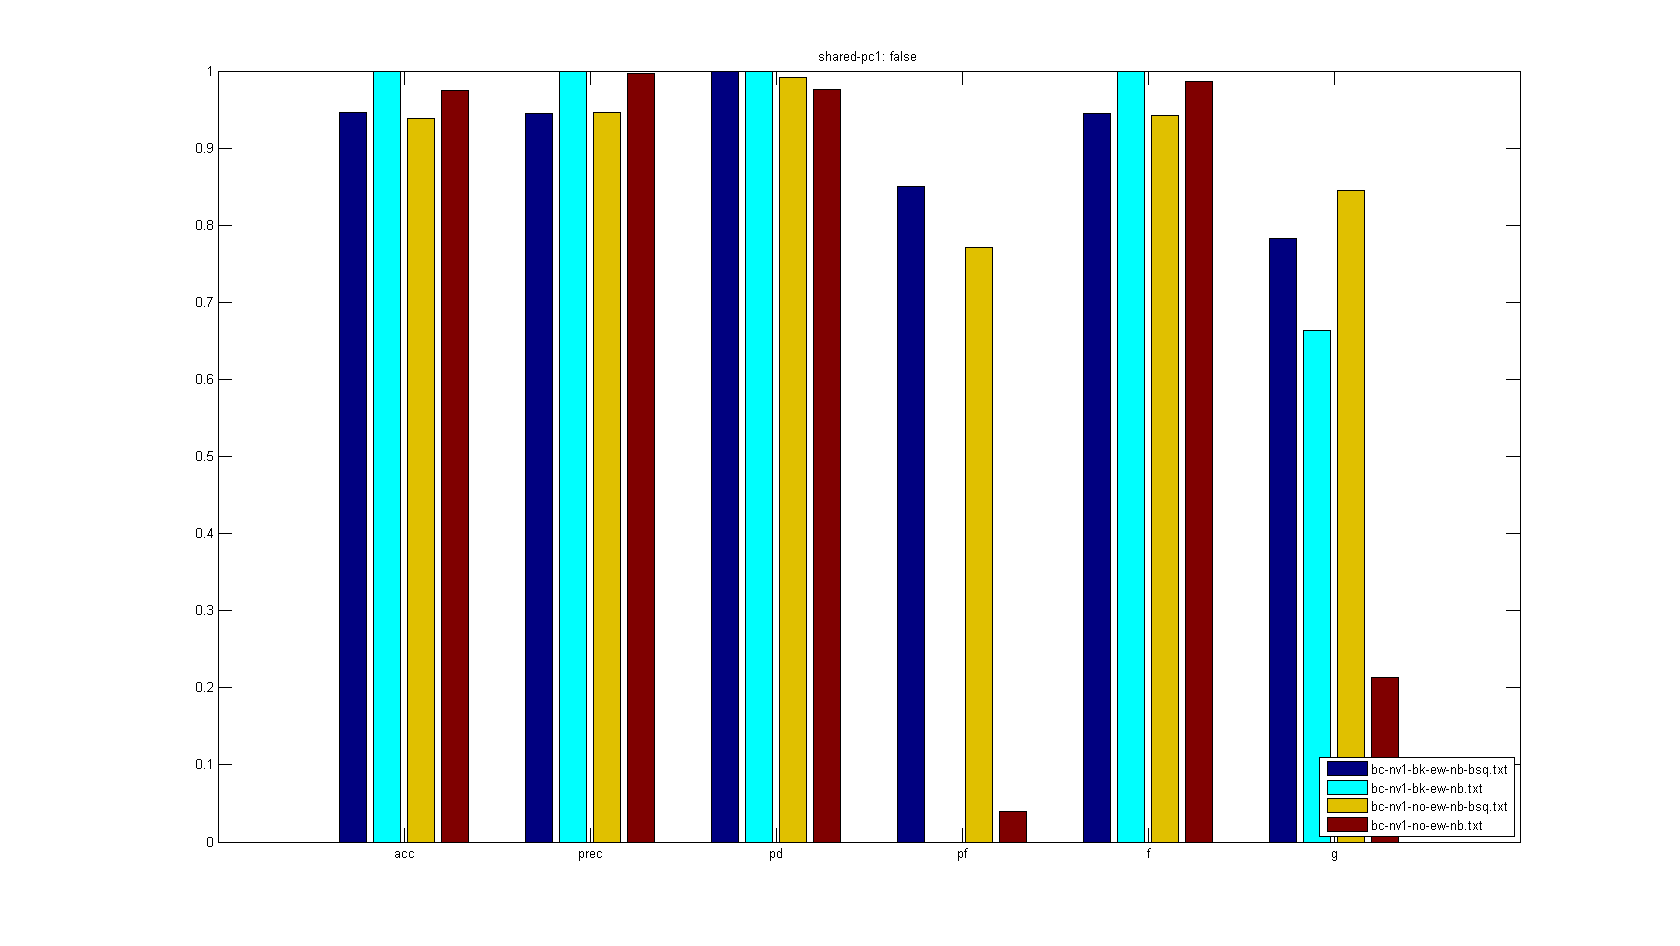 shared-pc1: false
1
0.9
0.8
0.7
0.6
0.5
0.4
0.3
0.2
0.1
0
acc prec pd pf f g
bc-nv1-bk-ew-nb-bsq.txt
bc-nv1-bk-ew-nb.txt
bc-nv1-no-ew-nb-bsq.txt
bc-nv1-no-ew-nb.txt